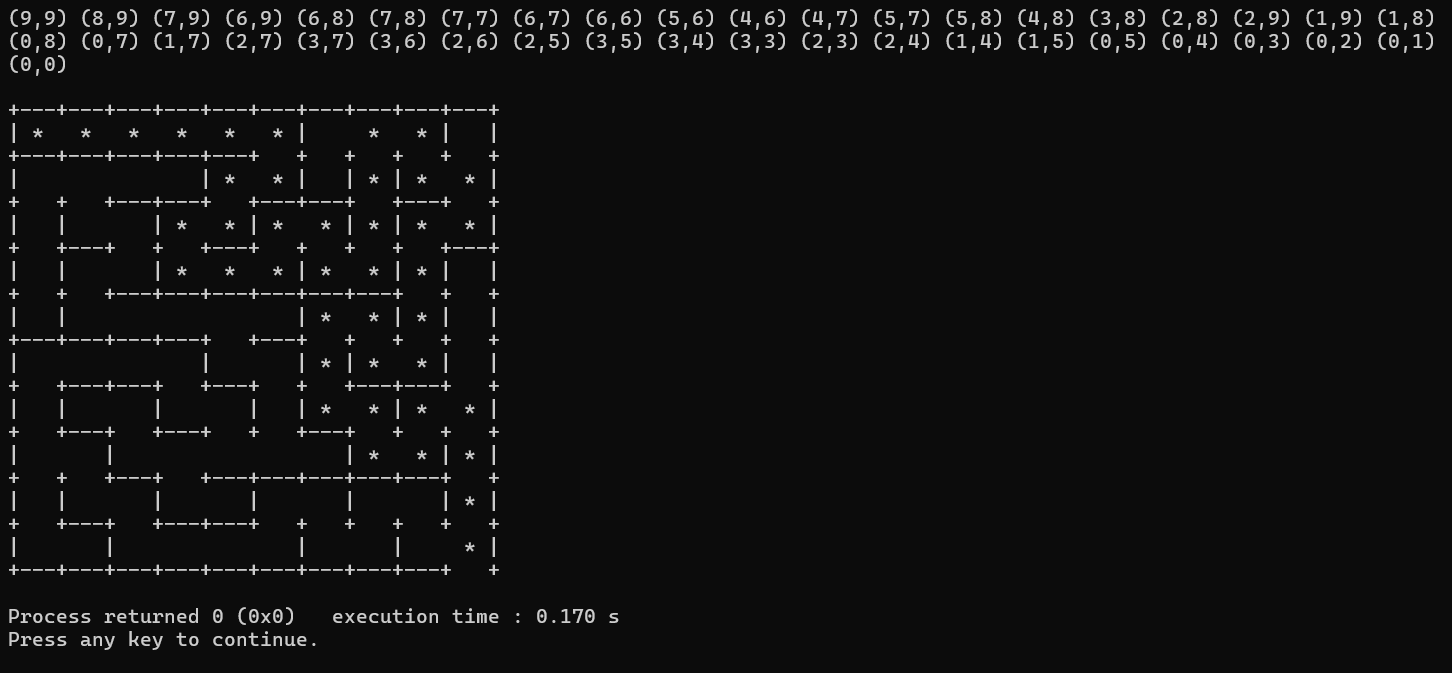 (9,9) (8,9) (7,9) (6,9) (6,8) (7,8) (7,7) (6,7) (6,6) (5,6) (4,6) (4,7) (5,7) (5,8) (4,8) (3,8) (2,8) (2,9) (1,9) (1,8)
(0,8) (0,7) (1,7) (2,7) (3,7) (3,6) (2,6) (2,5) (3,5) (3,4) (3,3) (2,3) (2,4) (1,4) (1,5) (0,5) (0,4) (0,3) (0,2) (0,1)
(0,0)

+---+---+---+---+---+---+---+---+---+---+
| *   *   *   *   *   * |     *   * |   |
+---+---+---+---+---+   +   +   +   +   +
|               | *   * |   | * | *   * |
+   +   +---+---+   +---+---+   +---+   +
|   |       | *   * | *   * | * | *   * |
+   +---+   +   +---+   +   +   +   +---+
|   |       | *   *   * | *   * | * |   |
+   +   +---+---+---+---+---+---+   +   +
|   |                   | *   * | * |   |
+---+---+---+---+   +---+   +   +   +   +
|               |       | * | *   * |   |
+   +---+---+   +---+   +   +---+---+   +
|   |       |       |   | *   * | *   * |
+   +---+   +---+   +   +---+   +   +   +
|       |                   | *   * | * |
+   +   +---+   +---+---+---+---+---+   +
|   |       |       |       |       | * |
+   +---+   +---+---+   +   +   +   +   +
|       |               |       |     * |
+---+---+---+---+---+---+---+---+---+   +

Process returned 0 (0x0)   execution time : 0.170 s
Press any key to continue.